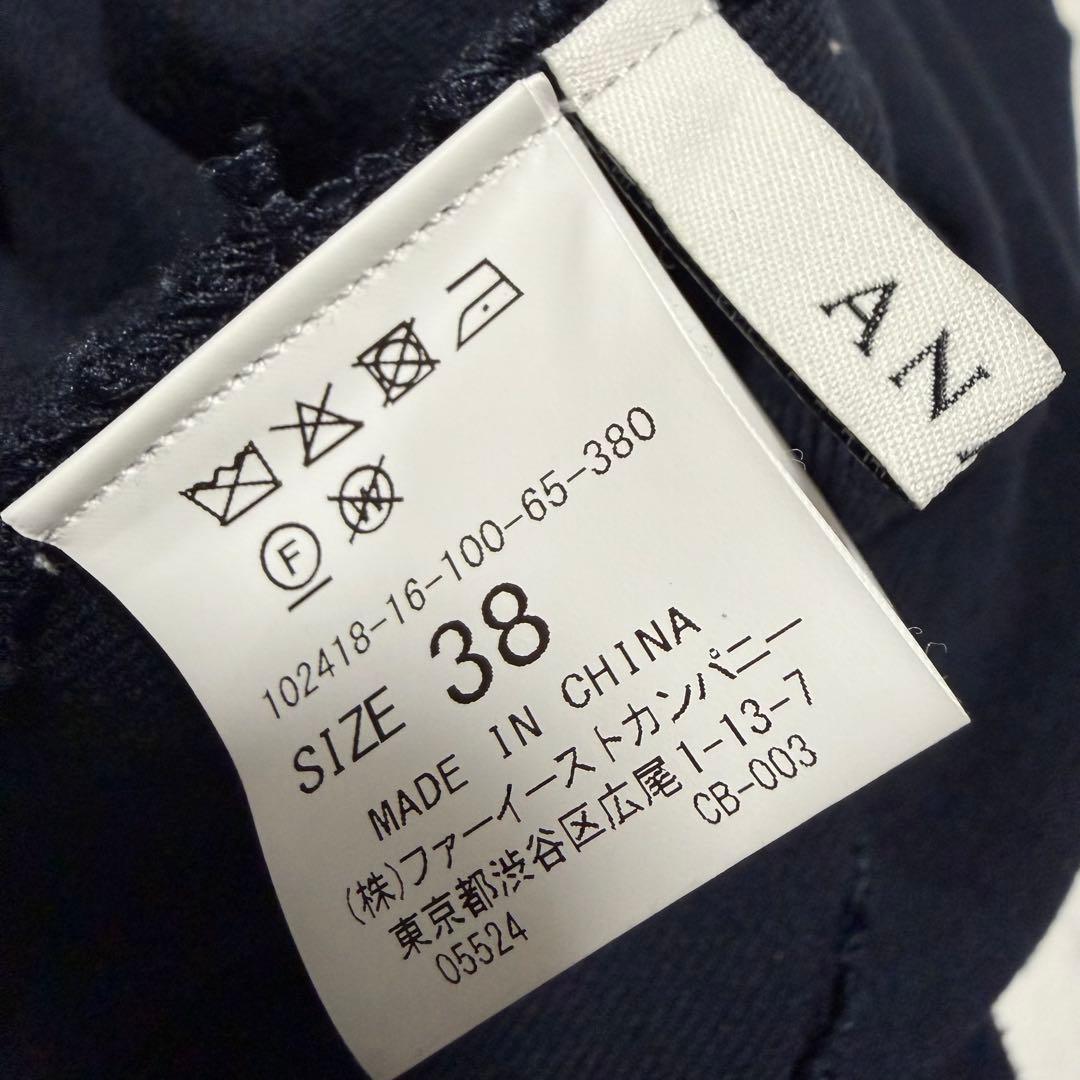 AN
F
W
102418-16-100-65-380
SIZE 38
MADE IN CHINA
(株)ファーイーストカンパニー
東京都渋谷区広尾1-13-7
CB-003
05524